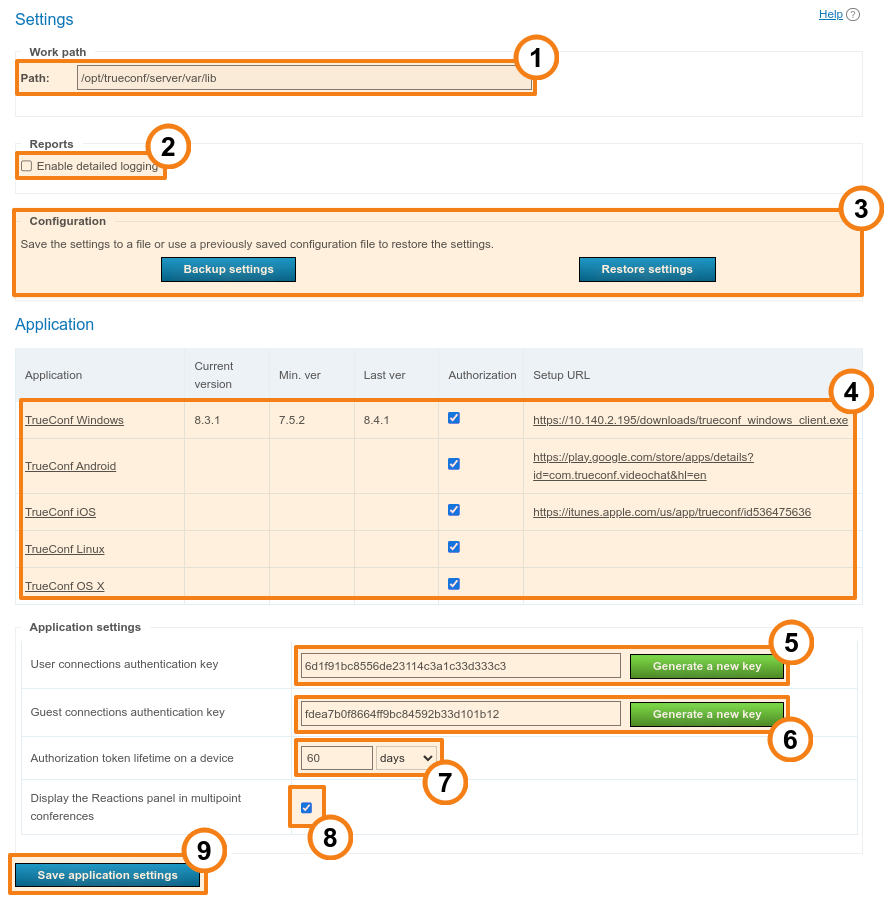 Settings
Help ?
Work path
1
Path: /opt/trueconf/server/var/lib
Reports
2
Enable detailed logging
3
Configuration
Save the settings to a file or use a previously saved configuration file to restore the settings.
Backup settings Restore settings
Application
Application Current version Min. ver Last ver Authorization Setup URL
4
TrueConf Windows 8.3.1 7.5.2 8.4.1 https://10.140.2.195/downloads/trueconf_windows_client.exe
TrueConf Android https://play.google.com/store/apps/details?
id=com.trueconf.videochat&hl=en
TrueConf iOS https://itunes.apple.com/us/app/trueconf/id536475636
TrueConf Linux
TrueConf OS X
Application settings
5
User connections authentication key 6d1f91bc8556de23114c3a1c33d333c3 Generate a new key
Guest connections authentication key fdea7b0f8664ff9bc84592b33d101b12 Generate a new key
6
Authorization token lifetime on a device 60 days
7
Display the Reactions panel in multipoint
conferences
8
9
Save application settings